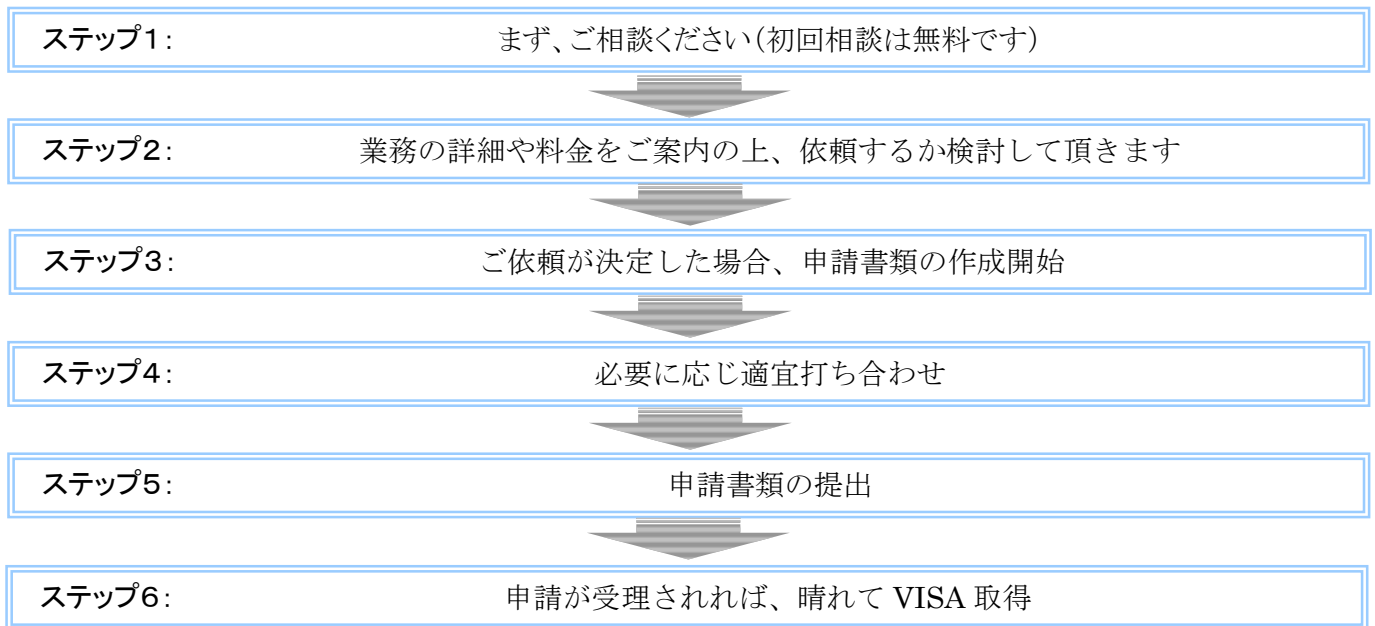 ステップ1: まず、ご相談ください(初回相談は無料です)
ステップ2: 業務の詳細や料金をご案内の上、依頼するか検討して頂きます
ステップ3: ご依頼が決定した場合、申請書類の作成開始
ステップ4: 必要に応じ適宜打ち合わせ
ステップ5: 申請書類の提出
ステップ6: 申請が受理されれば、晴れて VISA 取得